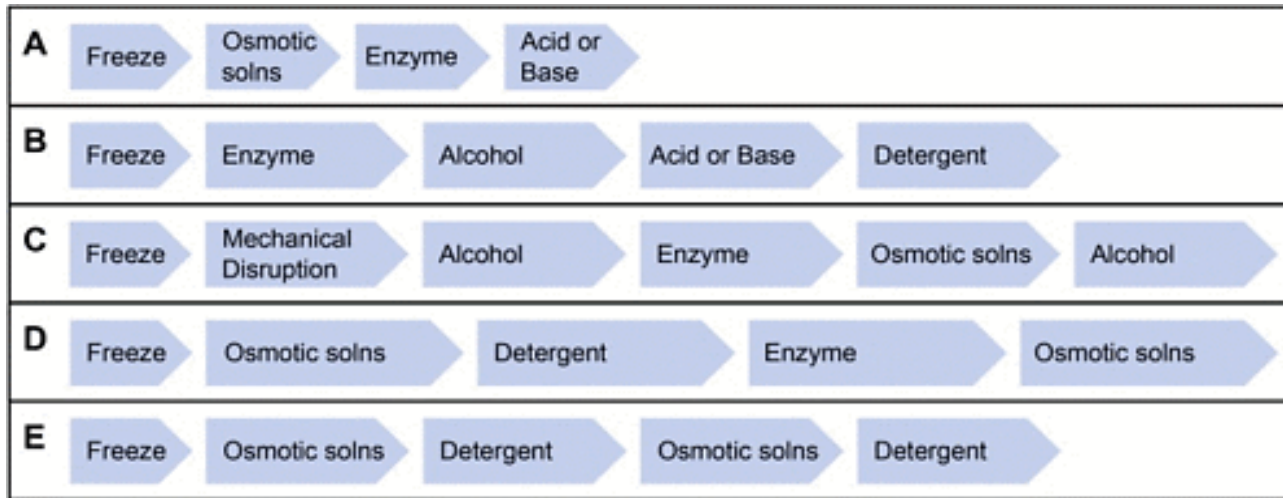 A Freeze Osmotic solns Enzyme Acid or Base
B Freeze Enzyme Alcohol Acid or Base Detergent
C Freeze Mechanical Disruption Alcohol Enzyme Osmotic solns Alcohol
D Freeze Osmotic solns Detergent Enzyme Osmotic solns
E Freeze Osmotic solns Detergent Osmotic solns Detergent